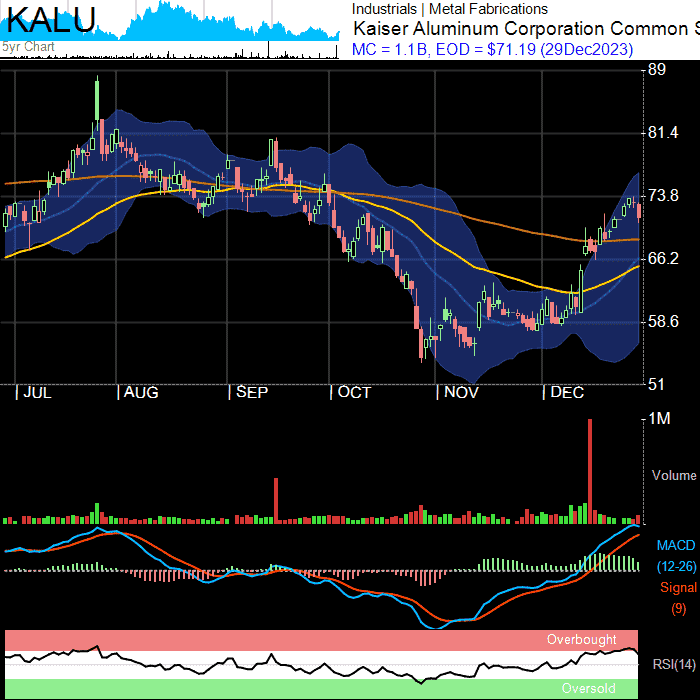 KALU
5yr Chart
Industrials | Metal Fabrications
Kaiser Aluminum Corporation Common S
MC = 1.1B, EOD = $71.19 (29Dec2023)
89
81.4
73.8
66.2
58.6
51
JUL AUG SEP OCT NOV DEC
1M
Volume
MACD
(12-26)
Signal
(9)
Overbought
RSI(14)
Oversold